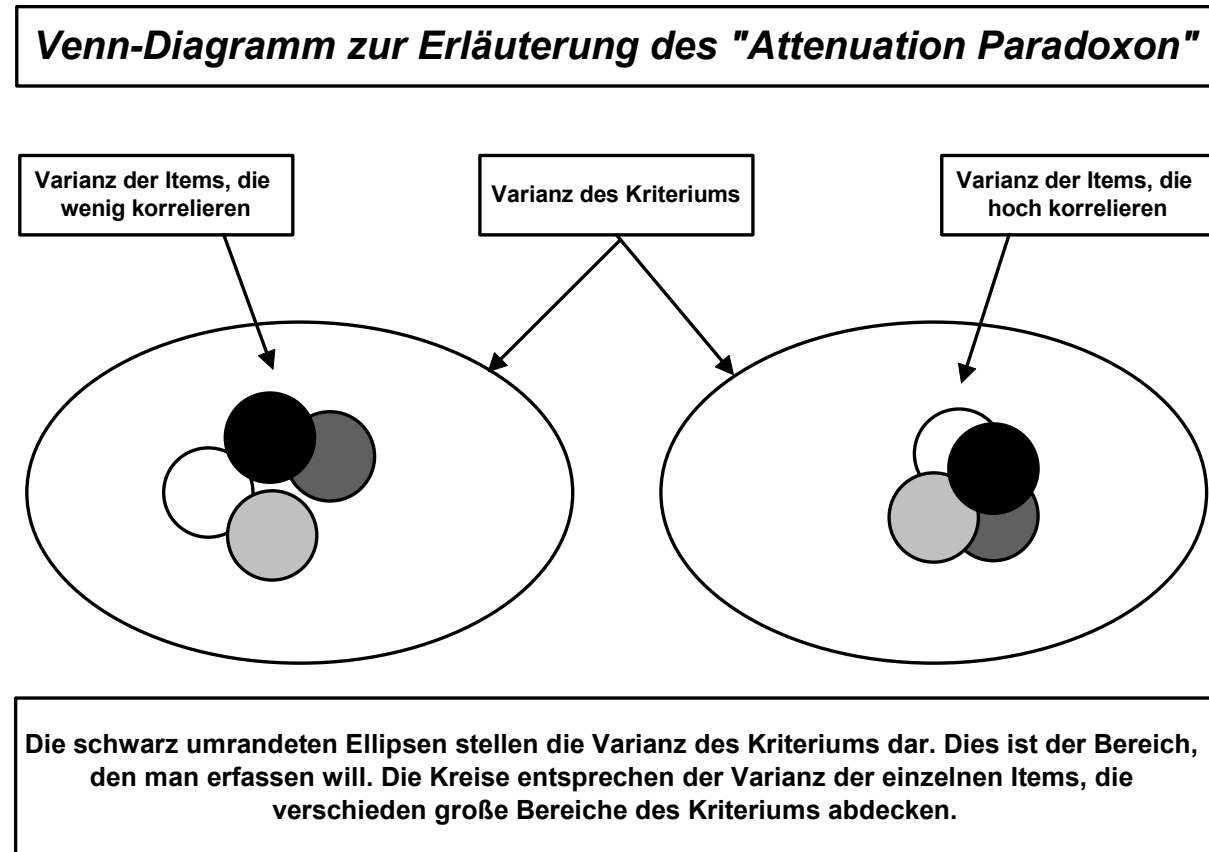 Venn-Diagramm zur Erläuterung des "Attenuation Paradoxon"
Varianz der Items, die
wenig korrelieren
Varianz des Kriteriums
Varianz der Items, die
hoch korrelieren
Die schwarz umrandeten Ellipsen stellen die Varianz des Kriteriums dar. Dies ist der Bereich,
den man erfassen will. Die Kreise entsprechen der Varianz der einzelnen Items, die
verschieden große Bereiche des Kriteriums abdecken.